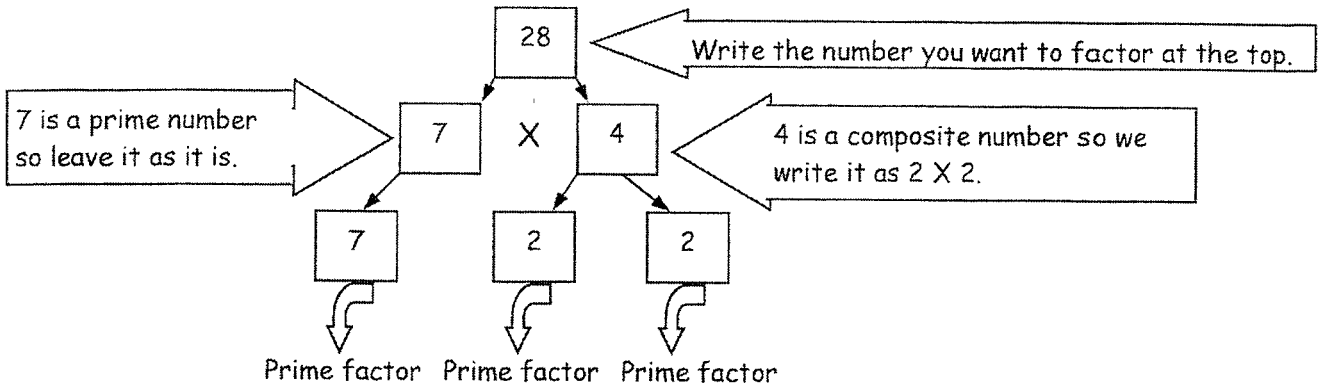 28
Write the number you want to factor at the top.
7 is a prime number
so leave it as it is.
7 X 4
4 is a composite number so we
write it as 2 X 2.
7 2 2
Prime factor Prime factor Prime factor